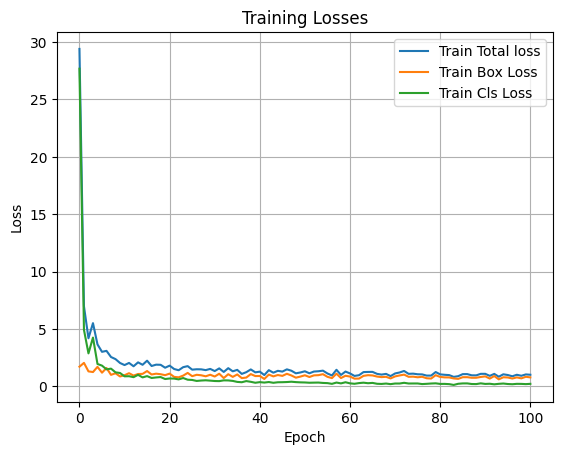 Training Losses
Train Total loss
Train Box Loss
Train Cls Loss
Loss
30
25
20
15
10
5
0
0 20 40 60 80 100
Epoch